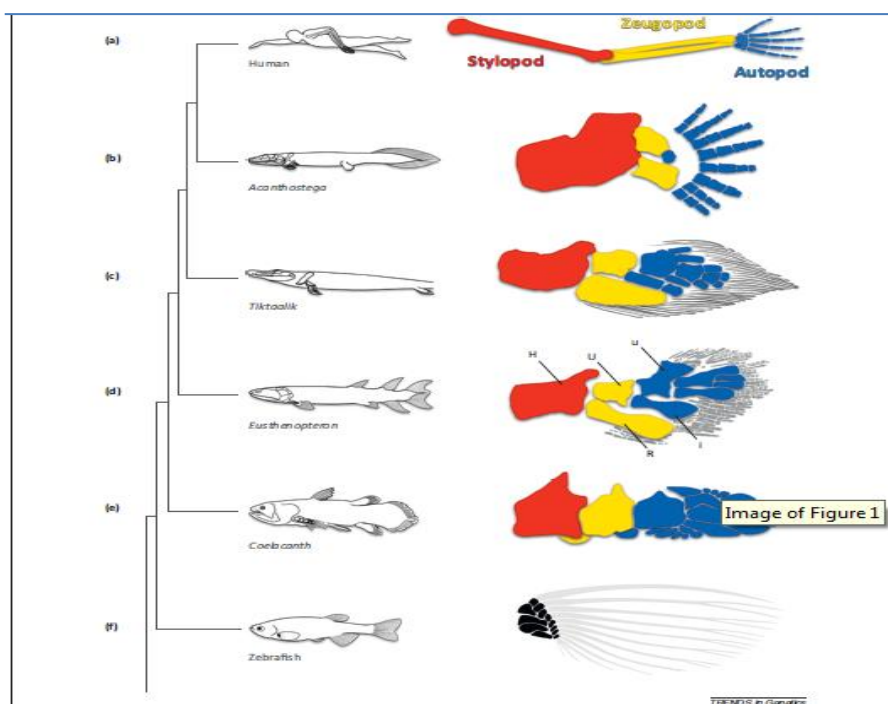 (a)
Human
Stylopod
Zeugopod
Autopod
(b)
Acanthostega
(c)
Tiktaalik
(d)
Eusthenopteron
H
U
u
R
i
(e)
Coelacanth
Image of Figure 1
(f)
Zebrafish
TRENDS in Genetics